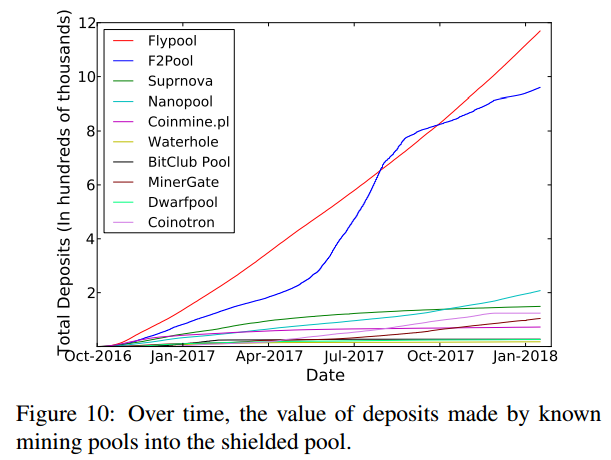 Total Deposits (In hundreds of thousands)
12
10
8
6
4
2
Flypool
F2Pool
Suprnova
Nanopool
Coinmine.pl
Waterhole
BitClub Pool
MinerGate
Dwarfpool
Coinotron
Oct-2016 Jan-2017 Apr-2017 Jul-2017 Oct-2017 Jan-2018
Date
Figure 10: Over time, the value of deposits made by known
mining pools into the shielded pool.